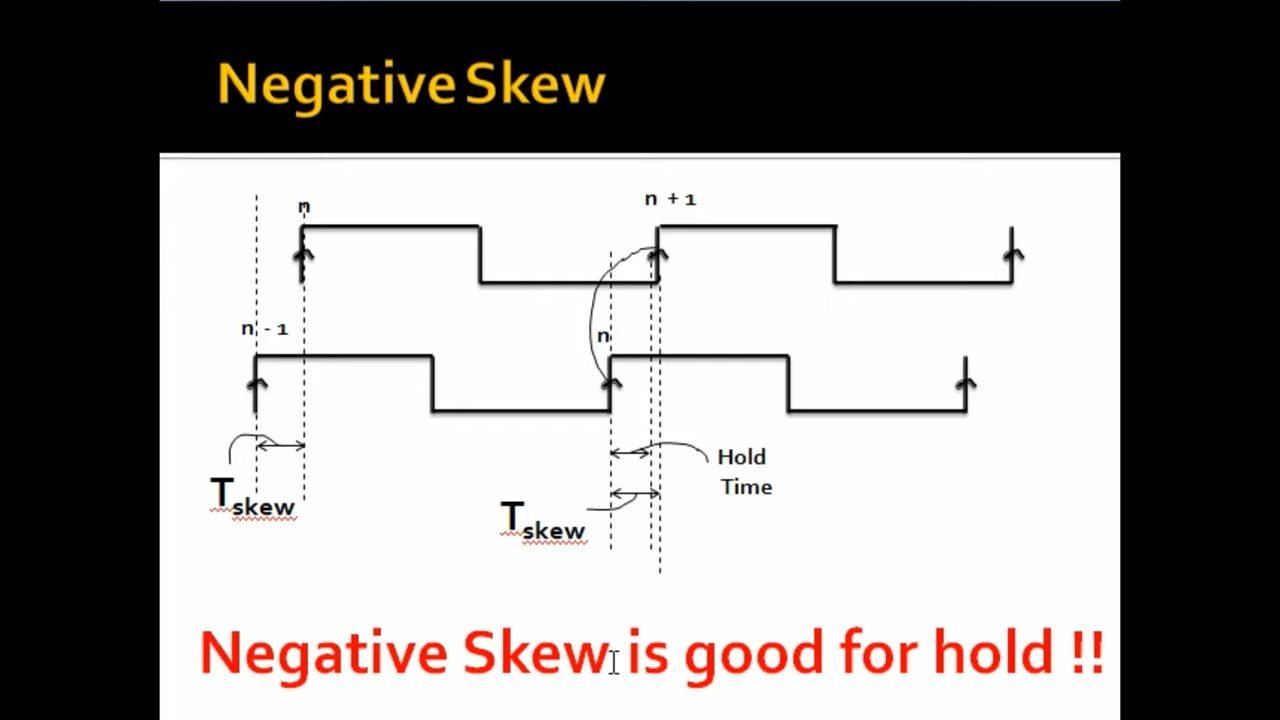 Negative Skew
n
n + 1
n - 1
n
Hold
Time
Tskew
Tskew
Negative Skew is good for hold !!